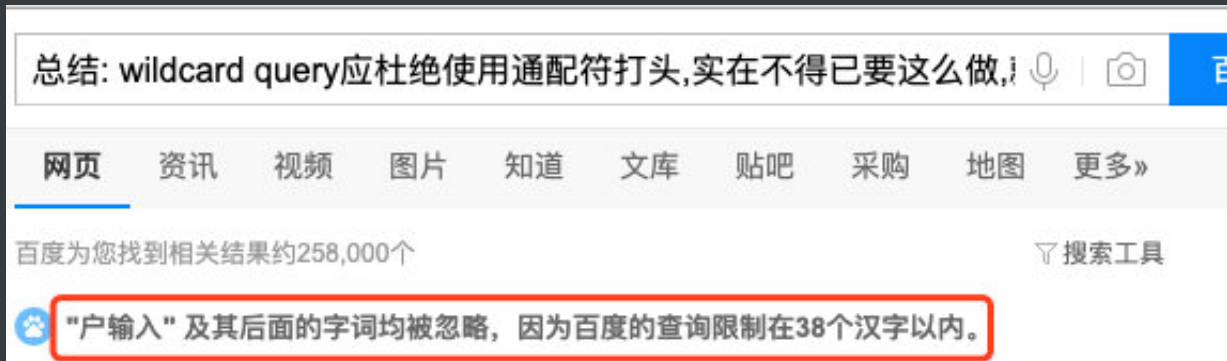 总结: wildcard query应杜绝使用通配符打头,实在不得已要这么做,
网页 资讯 视频 图片 知道 文库 贴吧 采购 地图 更多»
百度为您找到相关结果约258,000个 搜索工具
"户输入" 及其后面的字词均被忽略，因为百度的查询限制在38个汉字以内。